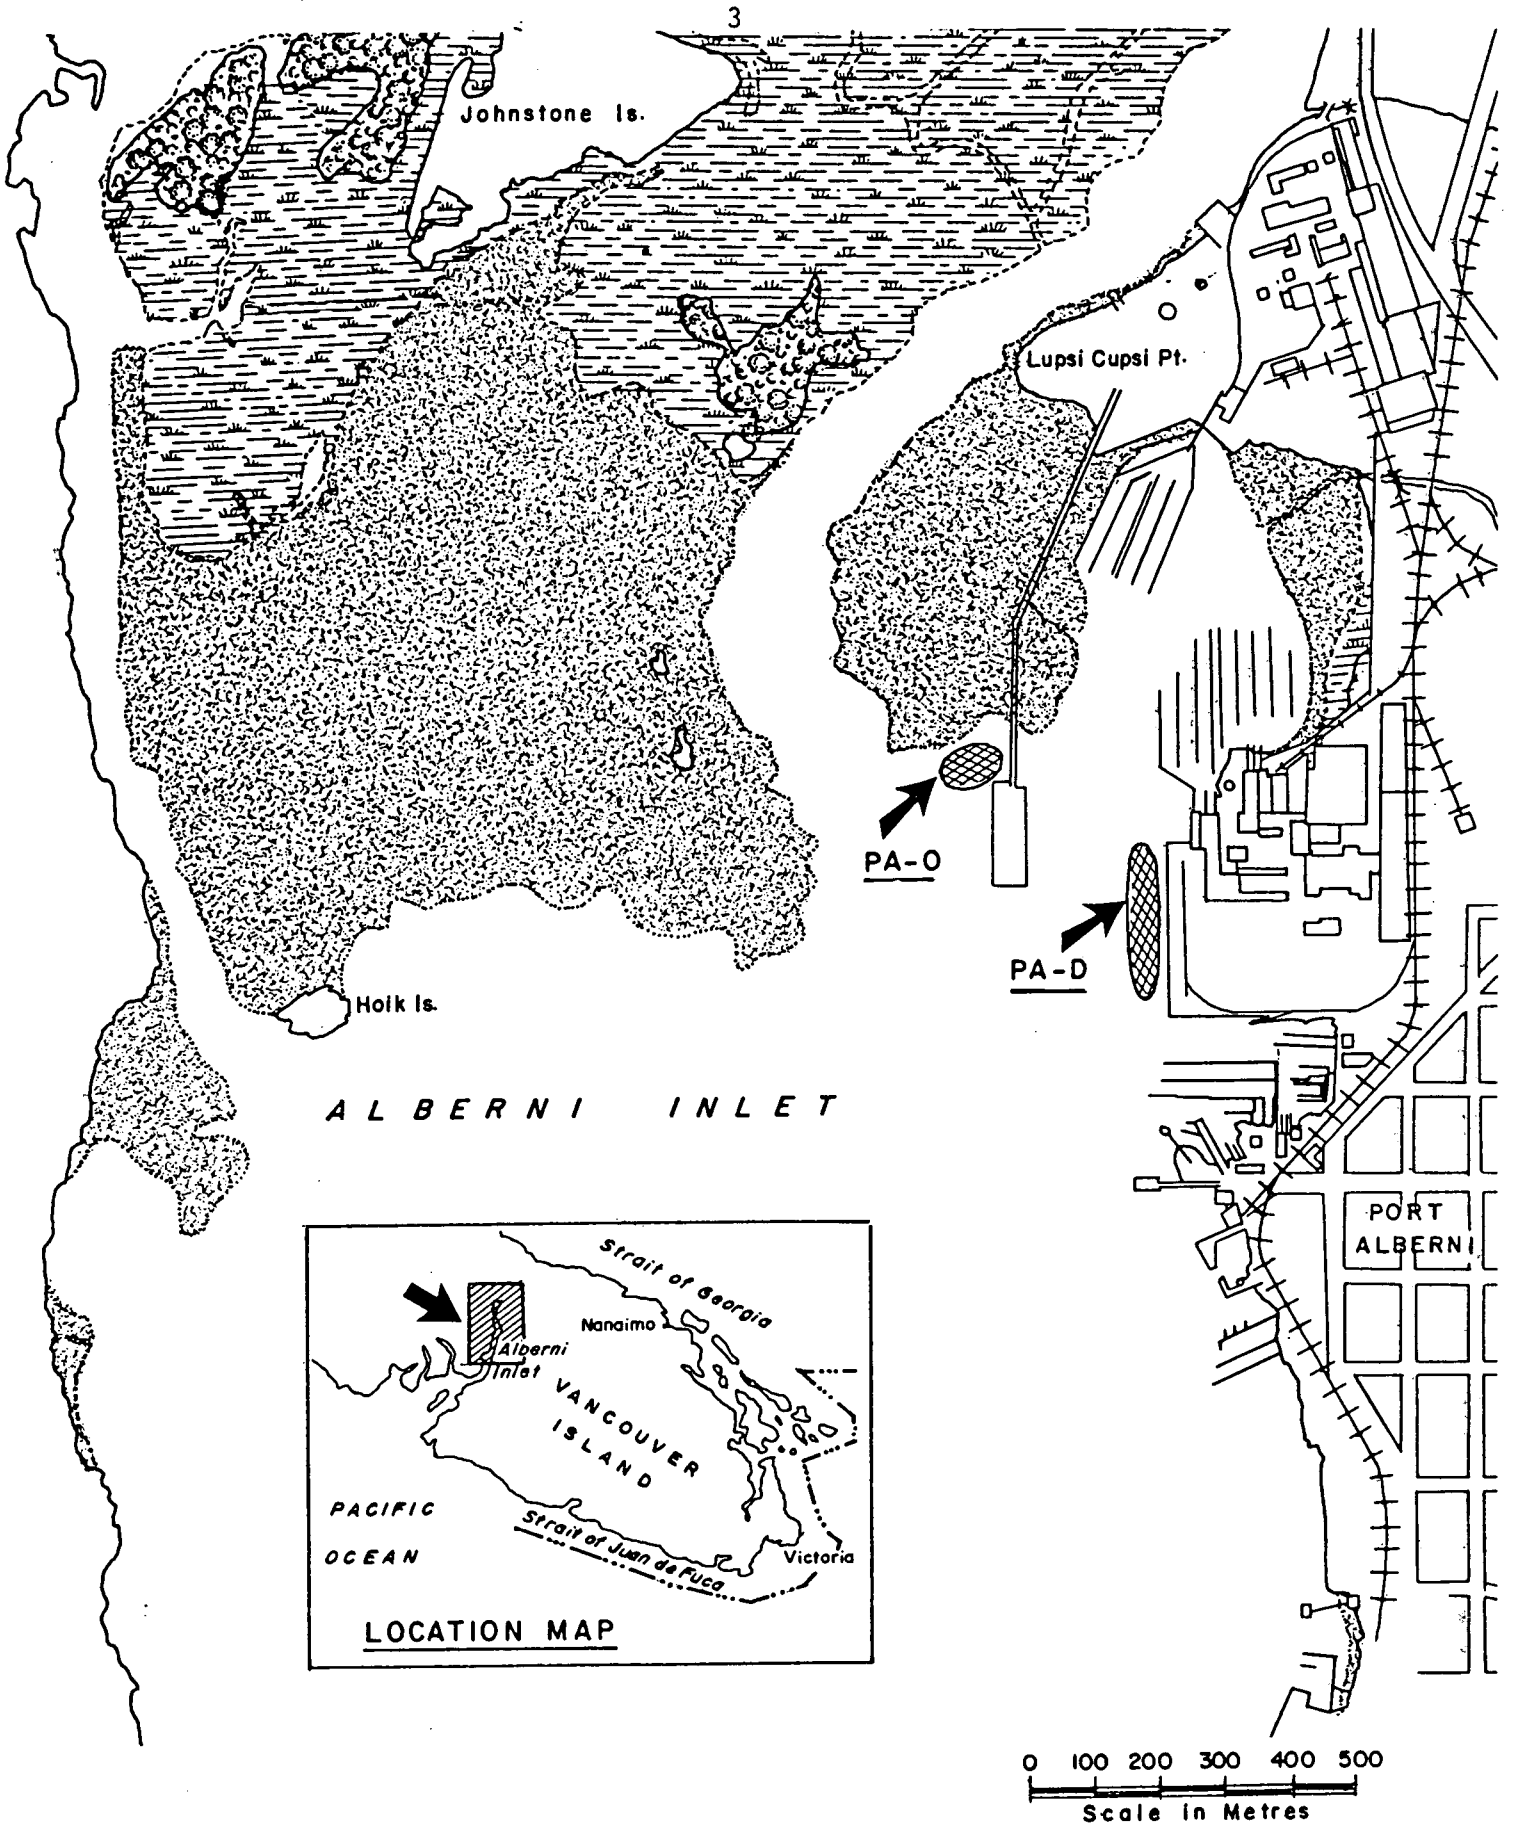 3
Johnstone Is.
Lupsi Cupsi Pt.
PA-O
PA-D
Hoik Is.
ALBERNI INLET
PORT
ALBERNI
Strait of Georgia
Nanaimo
Alberni
Inlet
VANCOUVER
ISLAND
PACIFIC
OCEAN
Strait of Juan de Fuca
Victoria
LOCATION MAP
0 100 200 300 400 500
Scale in Metres